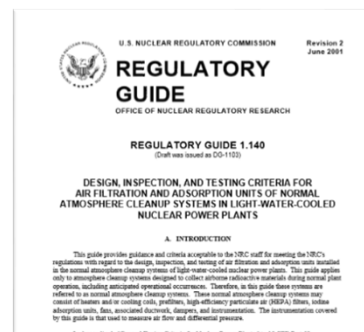 U.S. NUCLEAR REGULATORY COMMISSION
Revision 2
June 2001
REGULATORY
GUIDE
OFFICE OF NUCLEAR REGULATORY RESEARCH
REGULATORY GUIDE 1.140
(Draft was issued as DG-1103)
DESIGN, INSPECTION, AND TESTING CRITERIA FOR
AIR FILTRATION AND ADSORPTION UNITS OF NORMAL
ATMOSPHERE CLEANUP SYSTEMS IN LIGHT-WATER-COOLED
NUCLEAR POWER PLANTS
A. INTRODUCTION
This guide provides guidance and criteria acceptable to the NRC staff for meeting the NRC's
regulations with regard to the design, inspection, and testing of air filtration and adsorption units installed
in the normal atmosphere cleanup systems of light-water-cooled nuclear power plants. This guide applies
only to atmosphere cleanup systems designed to collect airborne radioactive materials during normal plant
operation, including anticipated operational occurrences. Therefore, in this guide these systems are
referred to as normal atmosphere cleanup systems. These normal atmosphere cleanup systems may
consist of heaters and/or cooling coils, prefilters, high-efficiency particulate air (HEPA) filters, iodine
adsorption units, fans, associated ductwork, dampers, and instrumentation. The instrumentation covered
by this guide is that used to measure air flow and differential pressure.